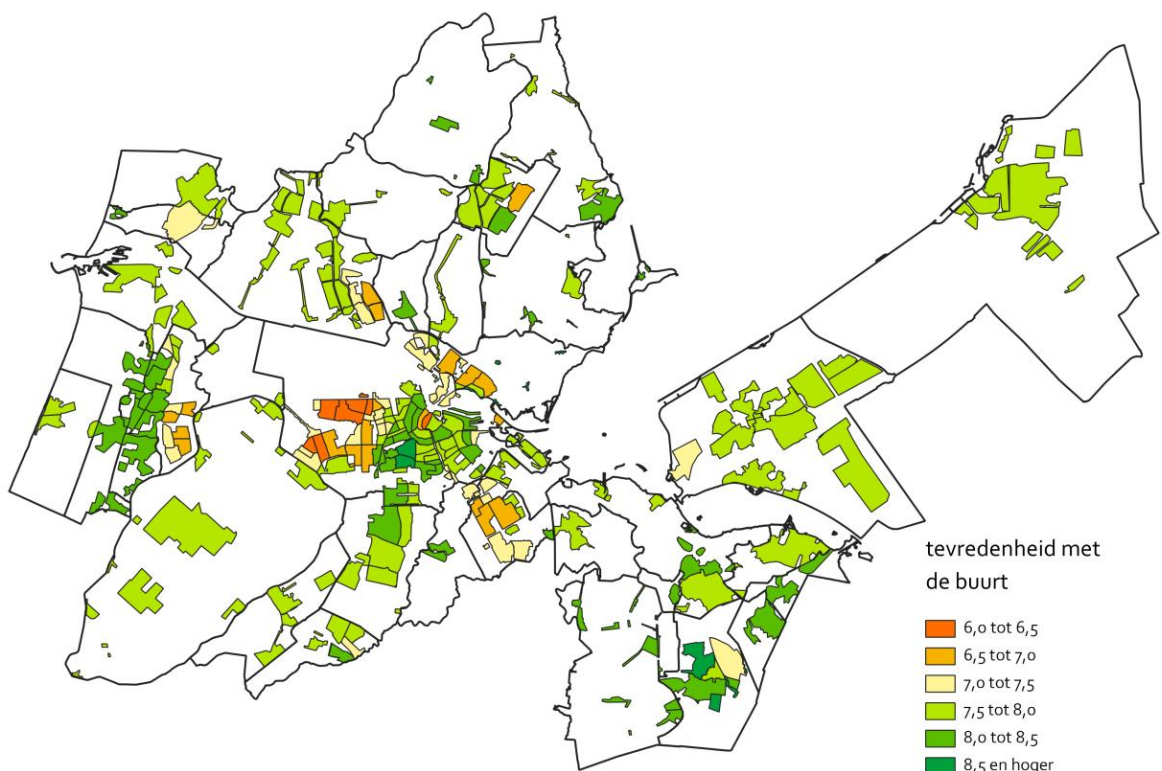 tevredenheid met
de buurt
6,0 tot 6,5
6,5 tot 7,0
7,0 tot 7,5
7,5 tot 8,0
8,0 tot 8,5
8,5 en hoger